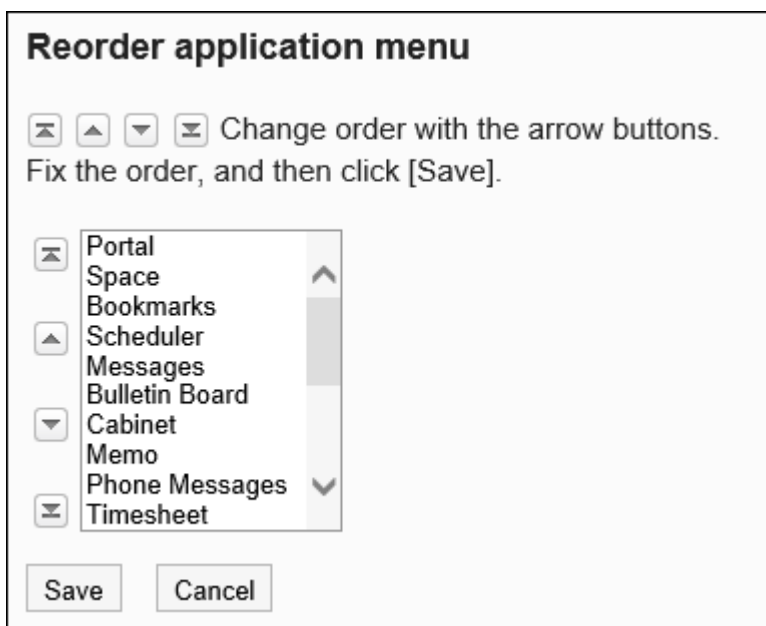 Reorder application menu
Change order with the arrow buttons.
Fix the order, and then click [Save].
Portal
Space
Bookmarks
Scheduler
Messages
Bulletin Board
Cabinet
Memo
Phone Messages
Timesheet
Save Cancel